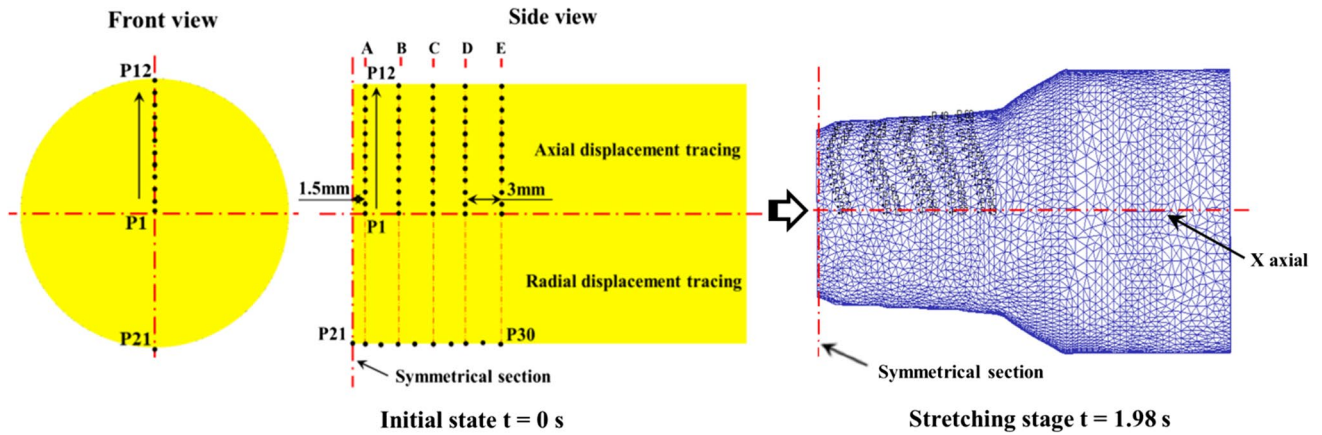 Front view
Side view
A B C D E
P12
P12
Axial displacement tracing
1.5mm
3mm
P1
P1
X axial
Radial displacement tracing
P21
P21
P30
Symmetrical section
Symmetrical section
Initial state t = 0 s
Stretching stage t = 1.98 s